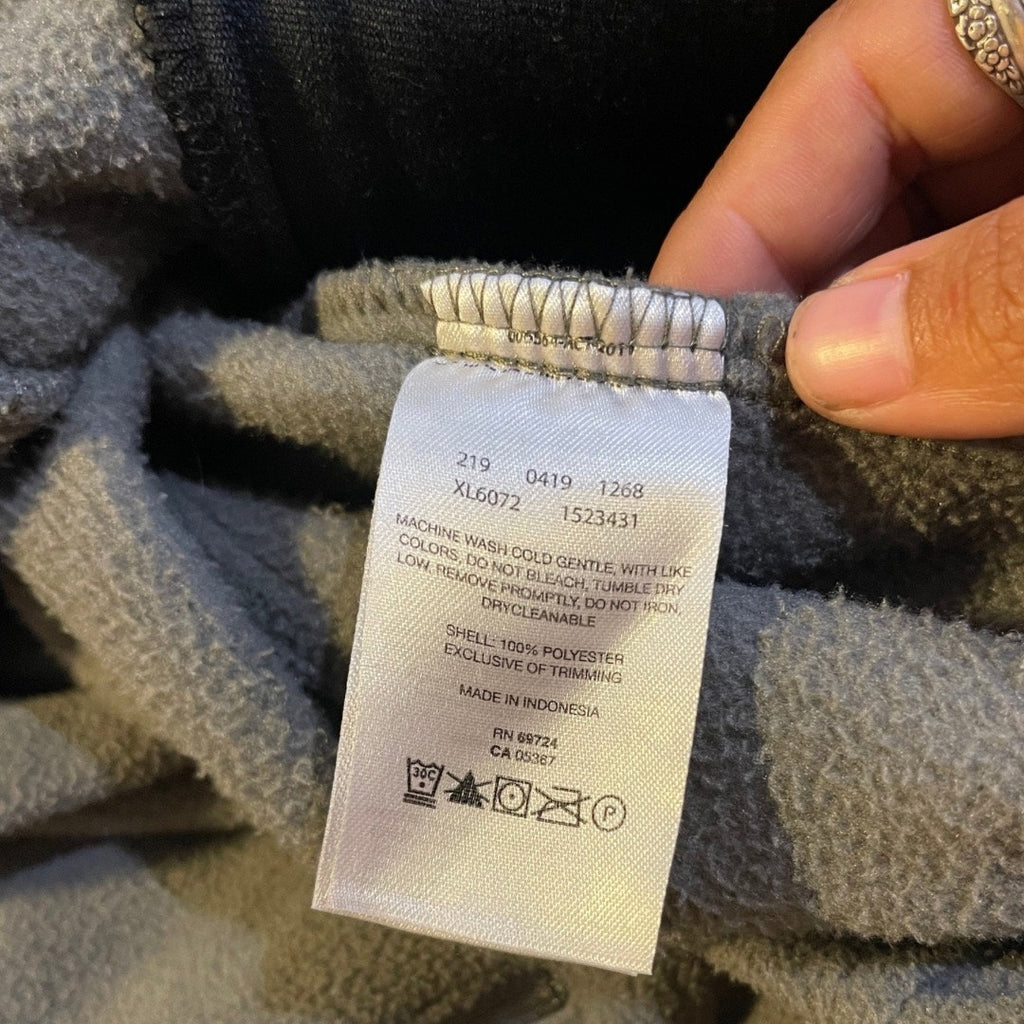 219 0419 1268
XL6072 1523431
MACHINE WASH COLD GENTLE, WITH LIKE
COLORS, DO NOT BLEACH, TUMBLE DRY
LOW, REMOVE PROMPTLY, DO NOT IRON,
DRYCLEANABLE
SHELL: 100% POLYESTER
EXCLUSIVE OF TRIMMING
MADE IN INDONESIA
RN 69724
CA 05367
30C
P